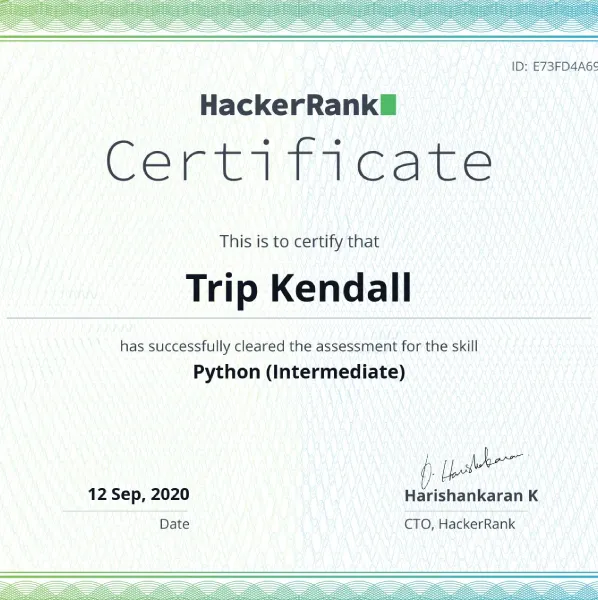 ID: E73FD4A69
HackerRank
Certificate
This is to certify that
Trip Kendall
has successfully cleared the assessment for the skill
Python (Intermediate)
12 Sep, 2020
Date
Harishankaran K
CTO, HackerRank